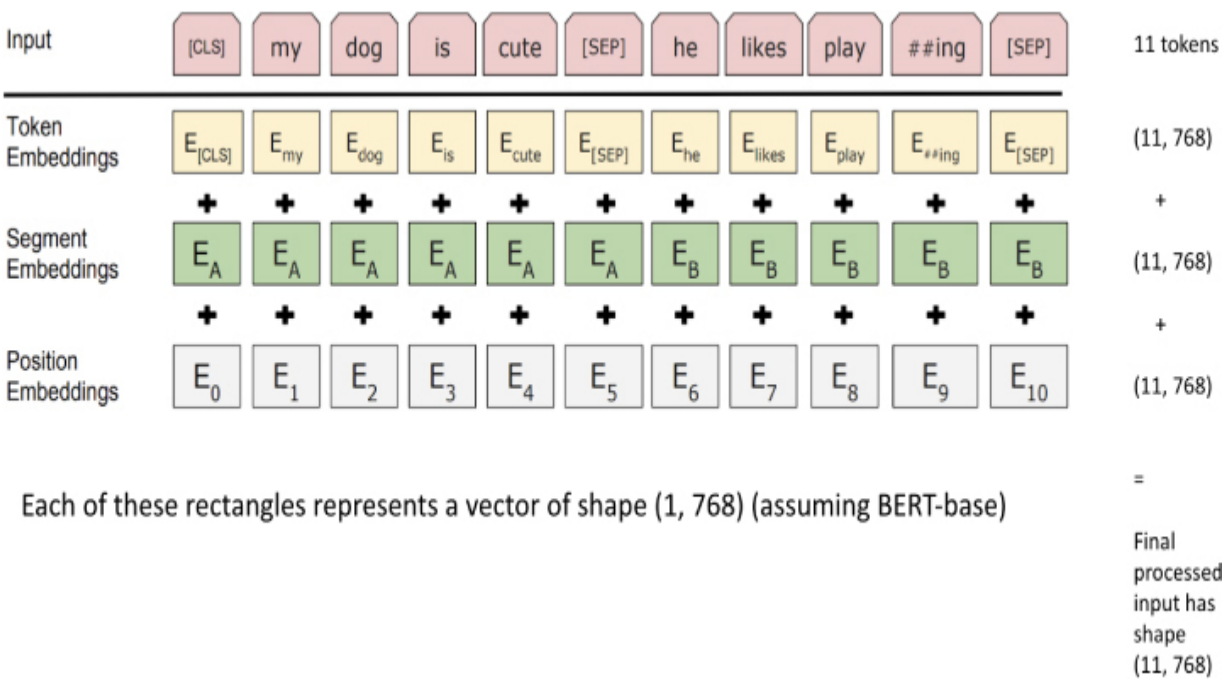 Input [CLS] my dog is cute [SEP] he likes play ##ing [SEP] 11 tokens
Token Embeddings E[CLS] Emy Edog Eis Ecute E[SEP] Ehe Elikes Eplay E##ing E[SEP] (11, 768)
+ + + + + + + + + + + +
Segment Embeddings EA EA EA EA EA EA EB EB EB EB EB (11, 768)
+ + + + + + + + + + + +
Position Embeddings E0 E1 E2 E3 E4 E5 E6 E7 E8 E9 E10 (11, 768)
=
Each of these rectangles represents a vector of shape (1, 768) (assuming BERT-base)
Final
processed
input has
shape
(11, 768)